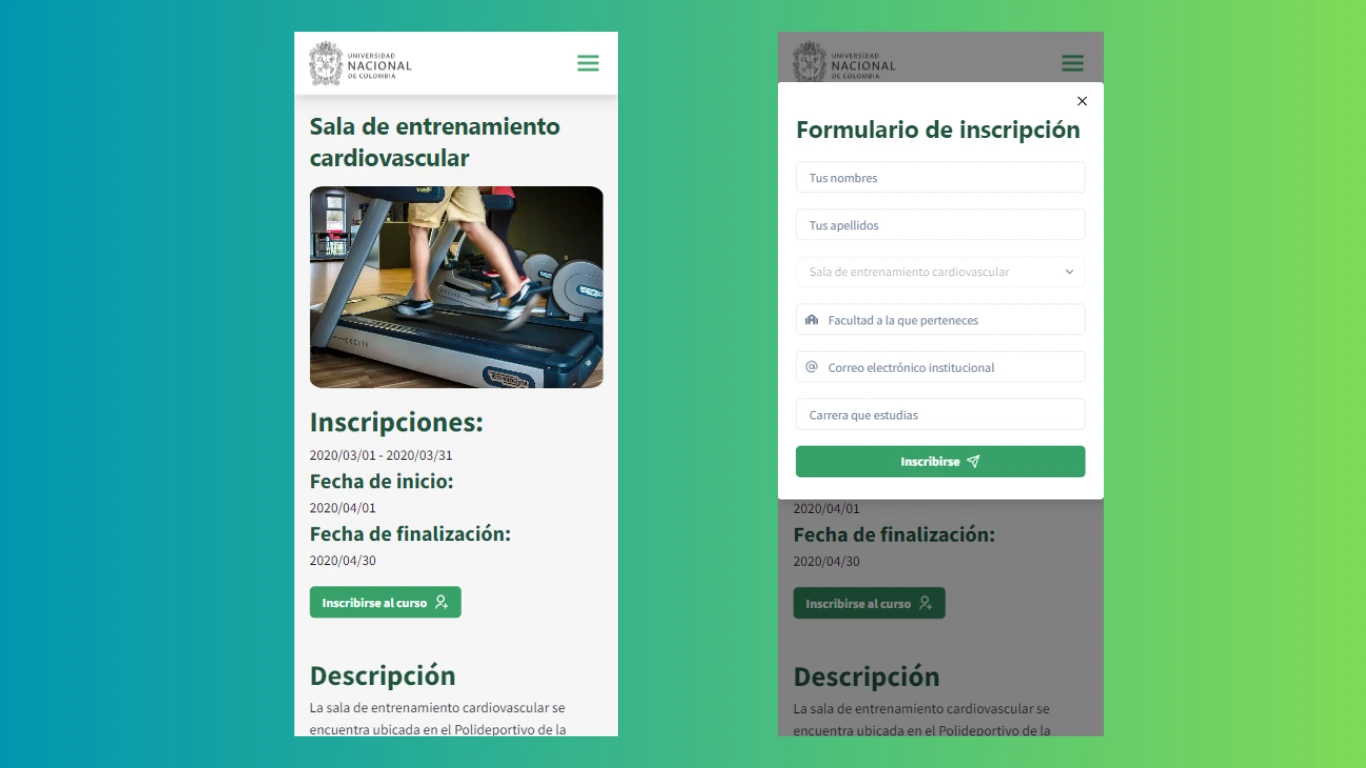 UNIVERSIDAD
NACIONAL
DE COLOMBIA
Sala de entrenamiento
cardiovascular
EXCITE
Inscripciones:
2020/03/01 - 2020/03/31
Fecha de inicio:
2020/04/01
Fecha de finalización:
2020/04/30
Inscribirse al curso
Descripción
La sala de entrenamiento cardiovascular se
encuentra ubicada en el Polideportivo de la
UNIVERSIDAD
NACIONAL
DE COLOMBIA
Formulario de inscripción
Tus nombres
Tus apellidos
Sala de entrenamiento cardiovascular
Facultad a la que perteneces
@ Correo electrónico institucional
Carrera que estudias
Inscribirse
2020/04/01
Fecha de finalización:
2020/04/30
Inscribirse al curso
Descripción
La sala de entrenamiento cardiovascular se
encuentra ubicada en el Polideportivo de la